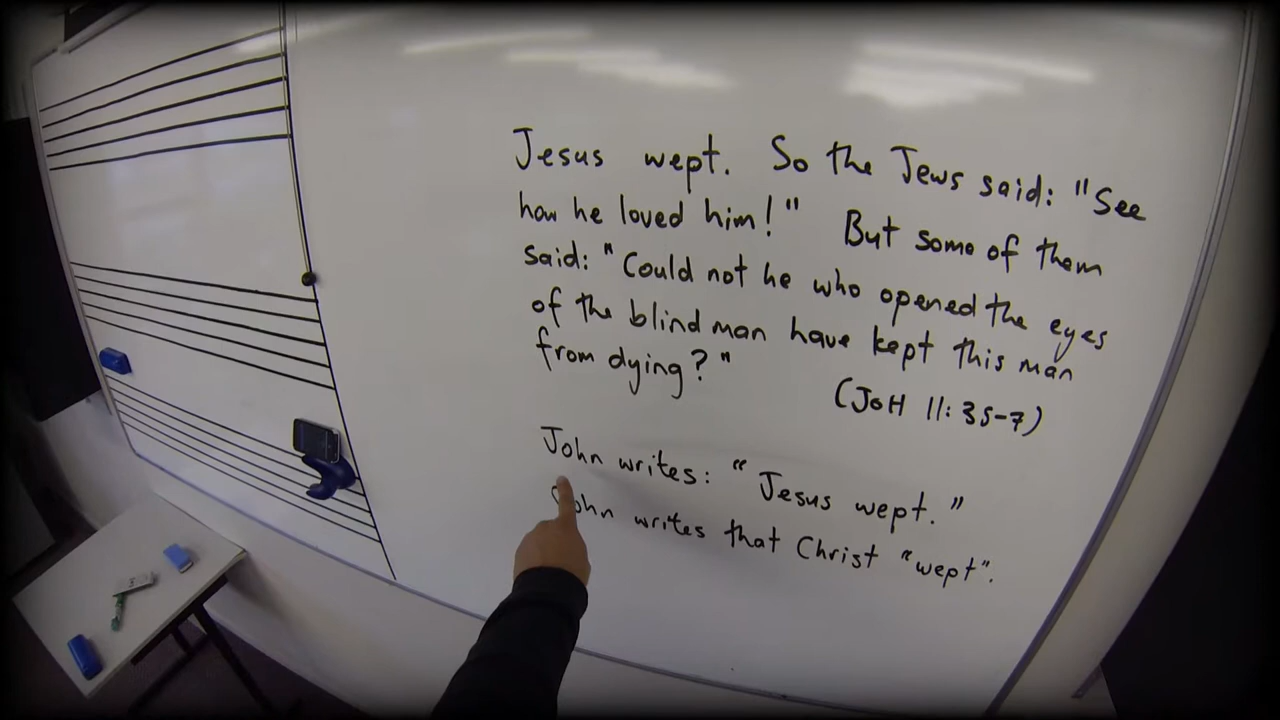 Jesus wept. So the Jews said: "See
how he loved him!" But some of them
said: "Could not he who opened the eyes
of the blind man have kept this man
from dying?"
(JOH 11:35-7)
John writes: "Jesus wept."
John writes that Christ "wept".